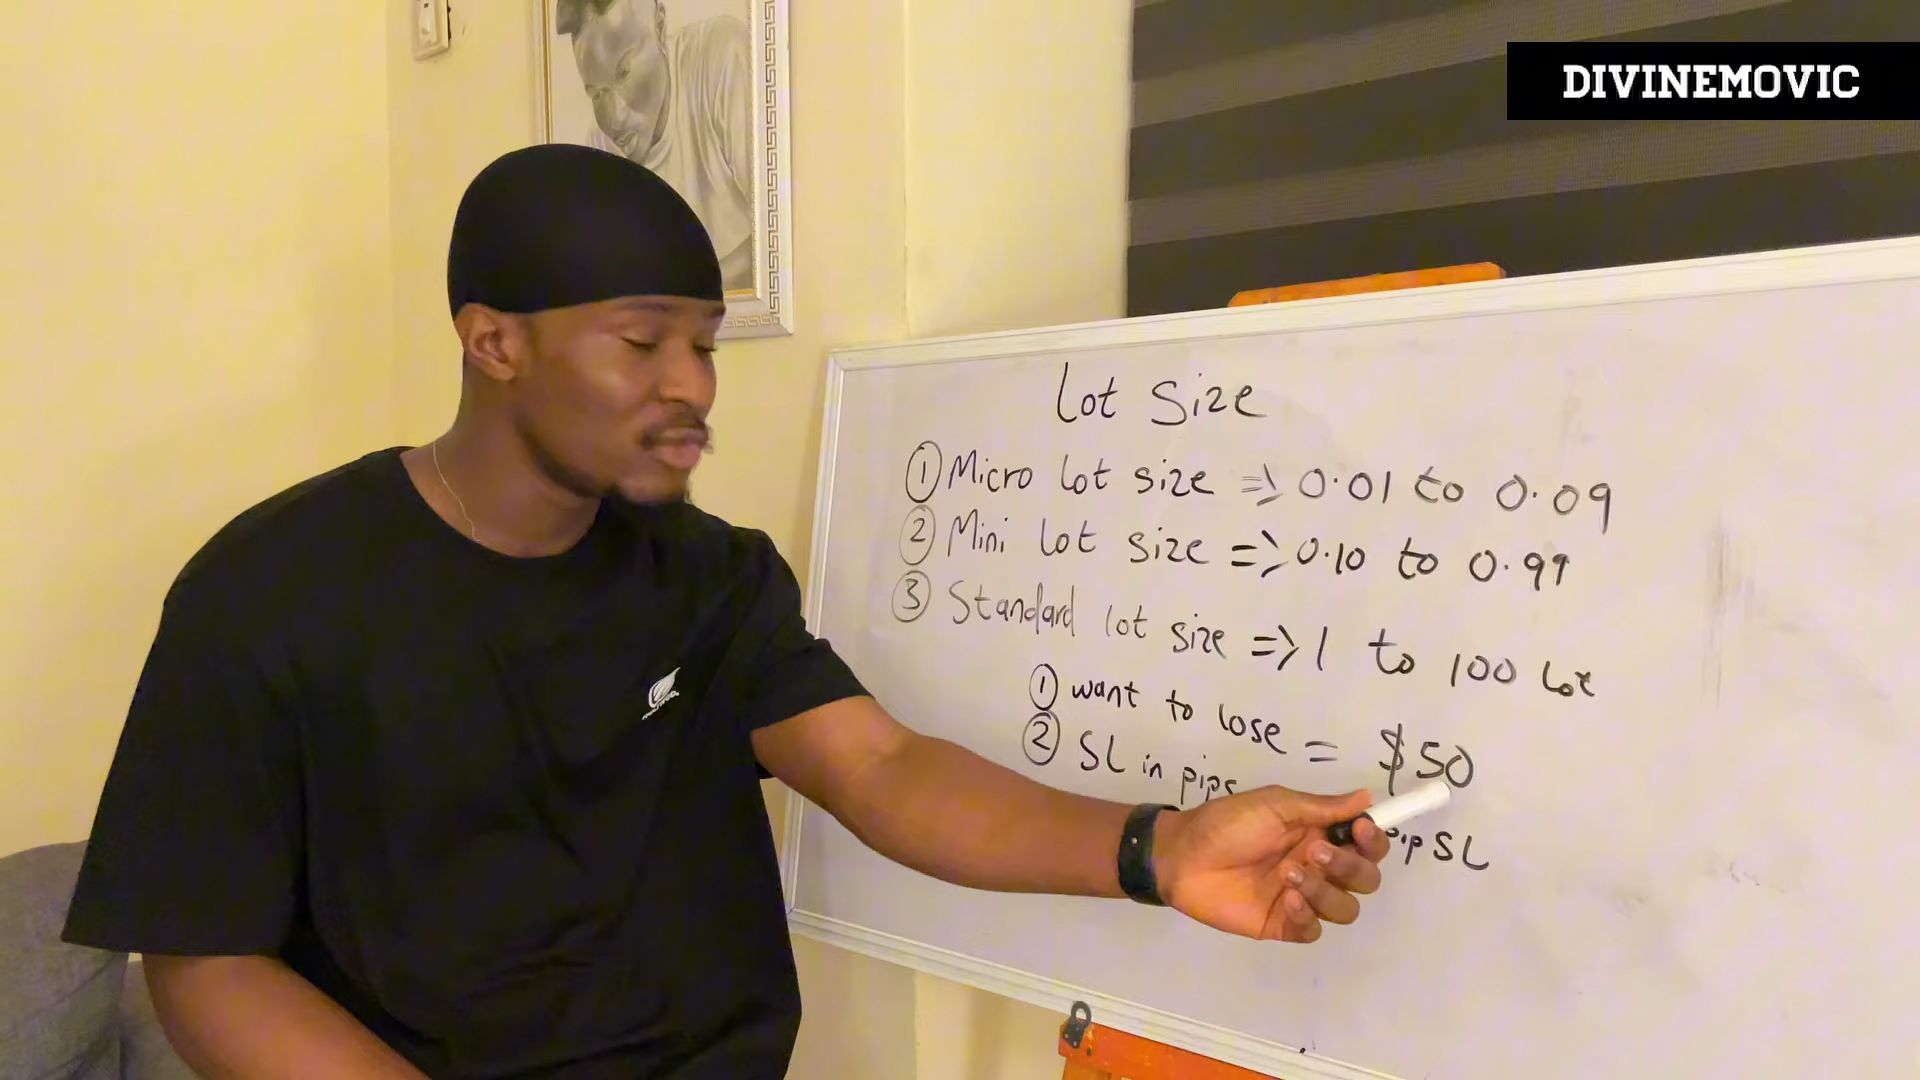 DIVINEMOVIC
Lot Size
① Micro lot size => 0.01 to 0.09
② Mini lot size => 0.10 to 0.99
③ Standard lot size => 1 to 100 lot
① want to lose = $50
② SL in pips
pip SL